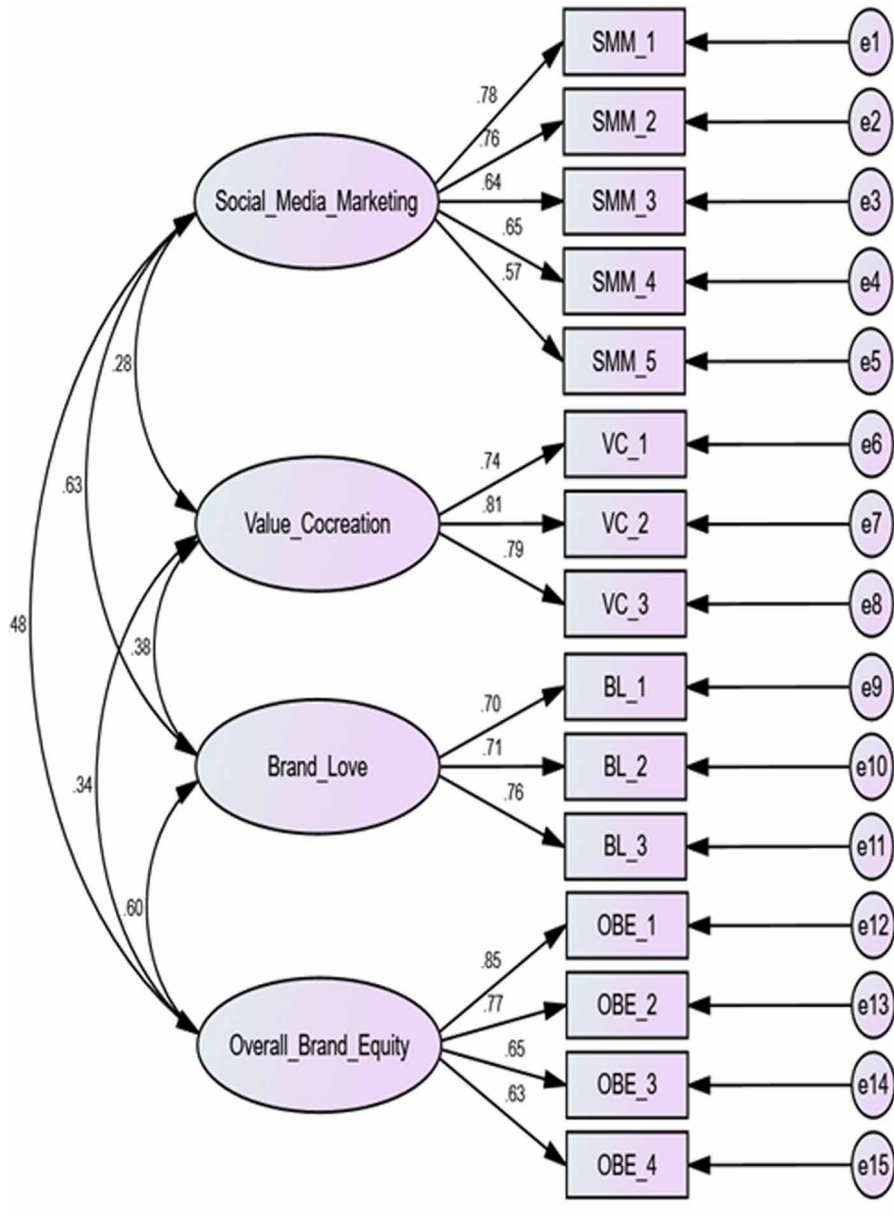 SMM_1
e1
.78
SMM_2
e2
.76
Social_Media_Marketing
.64
SMM_3
e3
.65
SMM_4
e4
.57
SMM_5
e5
.28
VC_1
e6
.74
.63
.81
Value_Cocreation
VC_2
e7
.79
VC_3
e8
48
.38
BL_1
e9
.70
.71
Brand_Love
BL_2
e10
.34
.76
BL_3
e11
.60
OBE_1
e12
.85
.77
OBE_2
e13
Overall_Brand_Equity
.65
OBE_3
e14
.63
OBE_4
e15